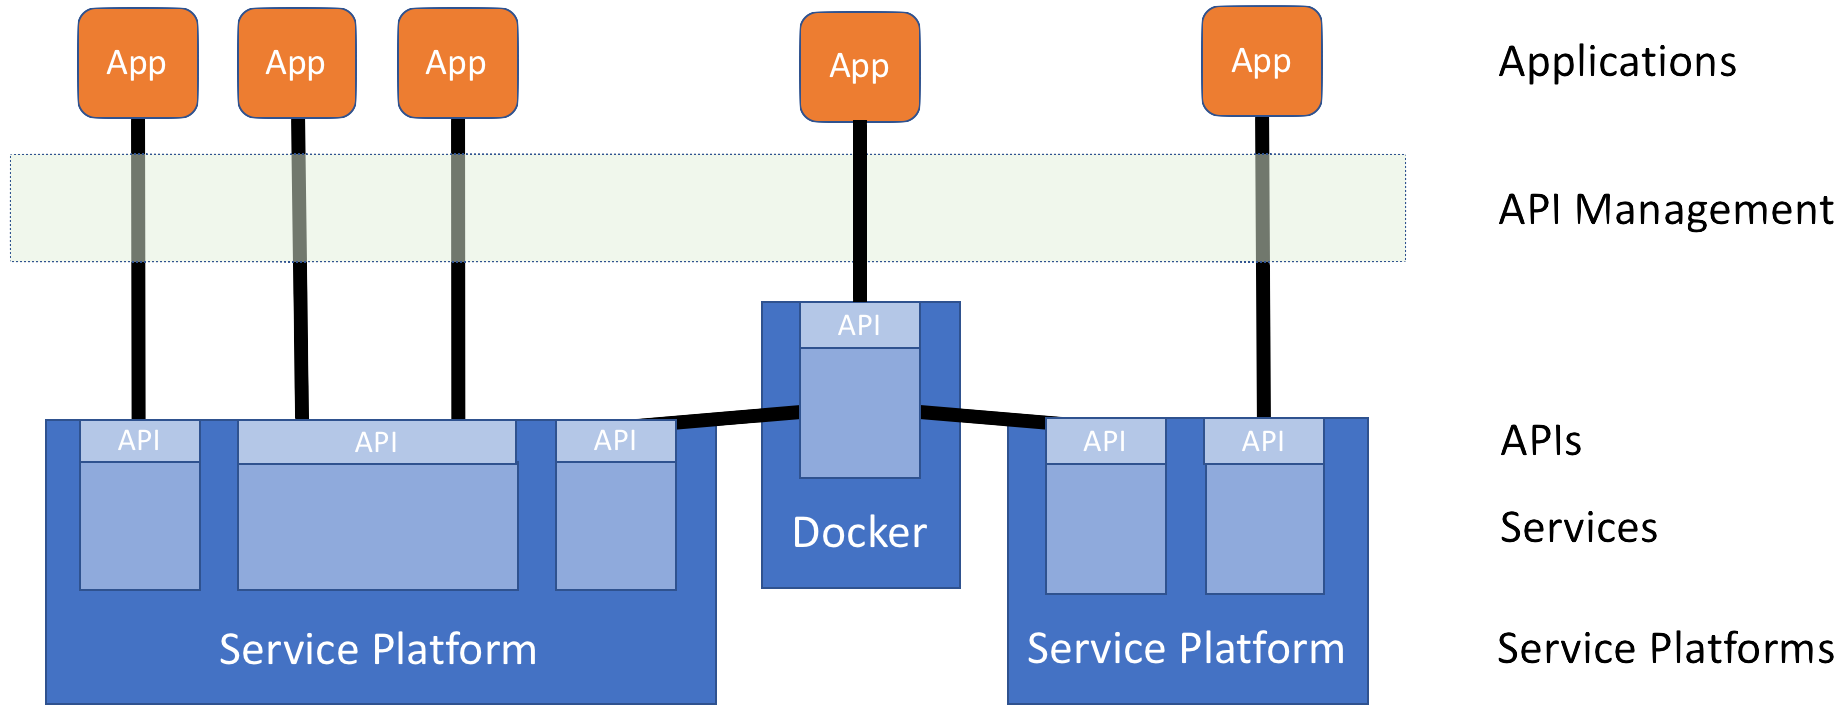 App
App
App
App
App
Applications
API Management
API
API
API
API
API
API
APIs
Docker
Services
Service Platform
Service Platform
Service Platforms